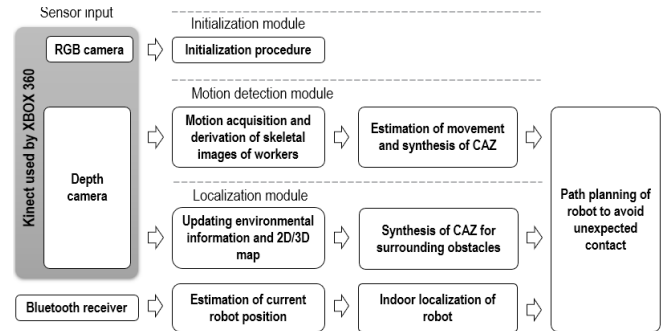 Sensor input
Initialization module
Kinect used by XBOX 360
RGB camera
Initialization procedure
Motion detection module
Depth
camera
Motion acquisition and
derivation of skeletal
images of workers
Estimation of movement
and synthesis of CAZ
Path planning of
robot to avoid
unexpected
contact
Localization module
Updating environmental
information and 2D/3D
map
Synthesis of CAZ for
surrounding obstacles
Bluetooth receiver
Estimation of current
robot position
Indoor localization of
robot